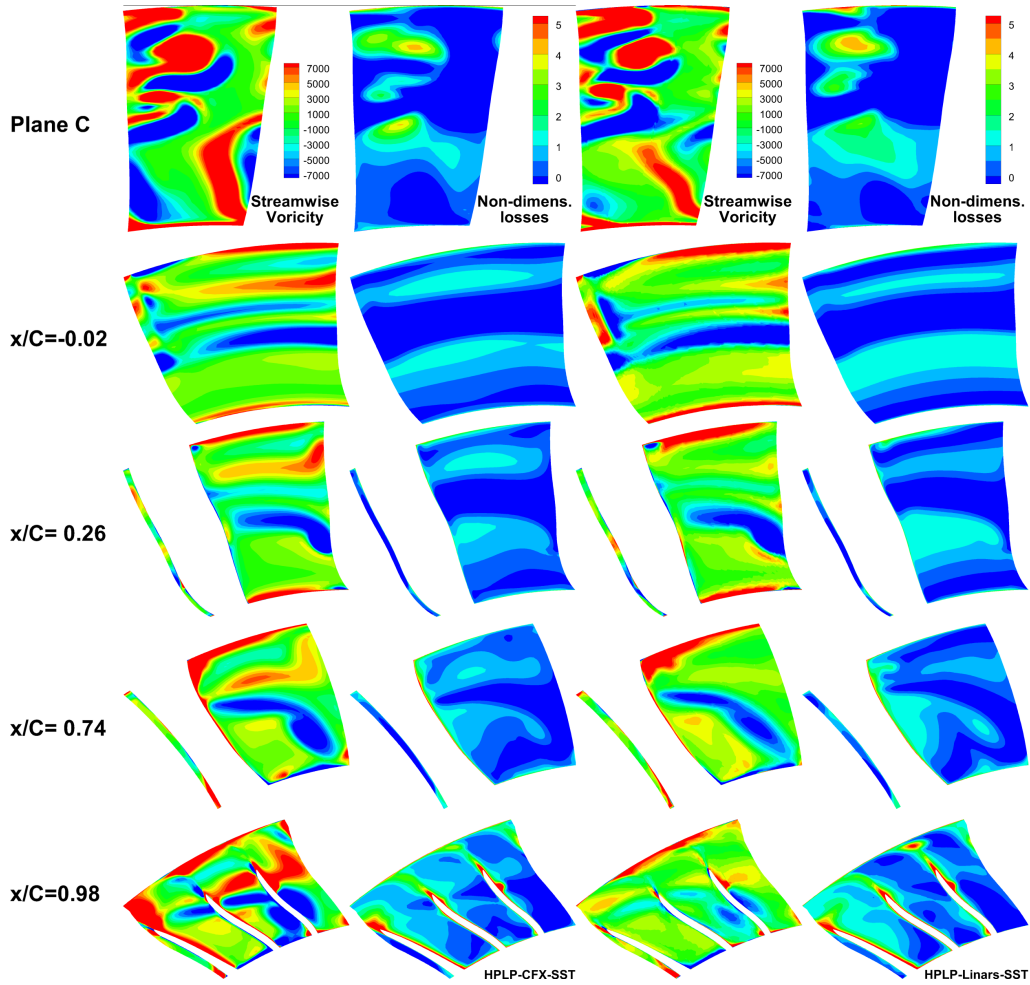 Plane C
7000
5000
3000
1000
-1000
-3000
-5000
-7000
Streamwise
Voricity
5
4
3
2
1
0
Non-dimens.
losses
7000
5000
3000
1000
-1000
-3000
-5000
-7000
Streamwise
Voricity
5
4
3
2
1
0
Non-dimens.
losses
x/C=-0.02
x/C= 0.26
x/C= 0.74
x/C=0.98
HPLP-CFX-SST
HPLP-Linars-SST